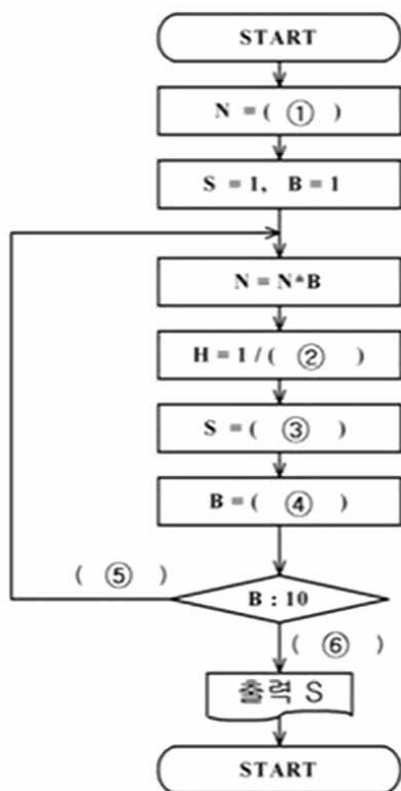 START
N = ( ① )
S = 1, B = 1
N = N*B
H = 1 / ( ② )
S = ( ③ )
B = ( ④ )
( ⑤ )
B : 10
( ⑥ )
출력 S
START